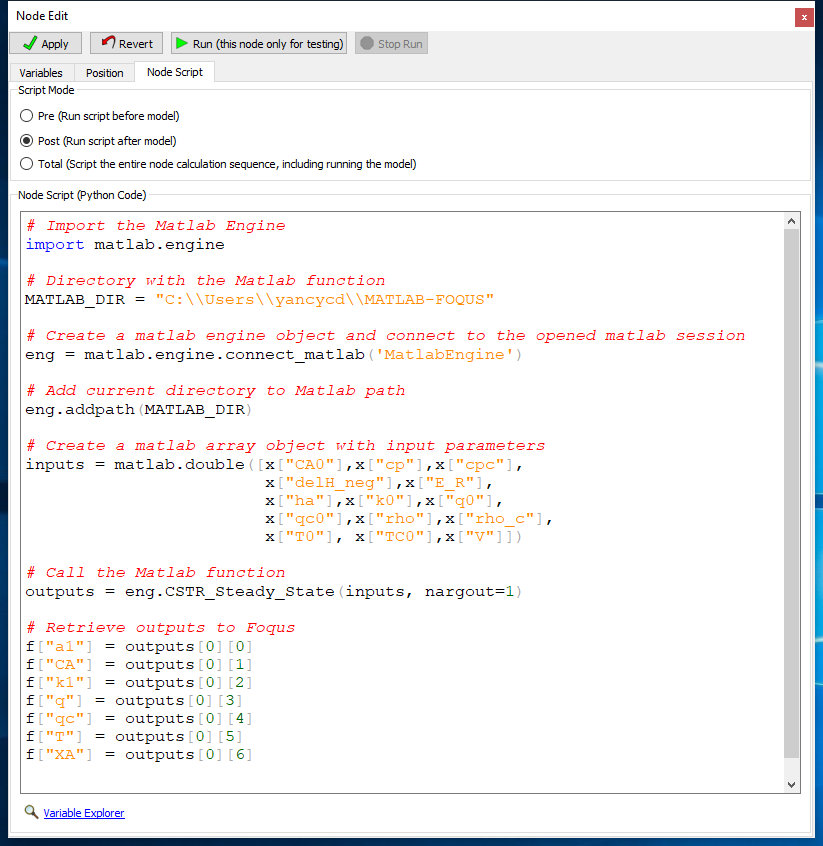 Node Edit
x
Apply
Revert
Run (this node only for testing)
Stop Run
Variables
Position
Node Script
Script Mode
Pre (Run script before model)
Post (Run script after model)
Total (Script the entire node calculation sequence, including running the model)
Node Script (Python Code)
# Import the Matlab Engine
import matlab.engine
# Directory with the Matlab function
MATLAB_DIR = "C:\\Users\\yancycd\\MATLAB-FOQUS"
# Create a matlab engine object and connect to the opened matlab session
eng = matlab.engine.connect_matlab('MatlabEngine')
# Add current directory to Matlab path
eng.addpath(MATLAB_DIR)
# Create a matlab array object with input parameters
inputs = matlab.double([x["CA0"],x["cp"],x["cpc"],
x["delH_neg"],x["E_R"],
x["ha"],x["k0"],x["q0"],
x["qc0"],x["rho"],x["rho_c"],
x["T0"], x["TC0"],x["V"]])
# Call the Matlab function
outputs = eng.CSTR_Steady_State(inputs, nargout=1)
# Retrieve outputs to Foqus
f["a1"] = outputs[0][0]
f["CA"] = outputs[0][1]
f["k1"] = outputs[0][2]
f["q"] = outputs[0][3]
f["qc"] = outputs[0][4]
f["T"] = outputs[0][5]
f["XA"] = outputs[0][6]
Variable Explorer